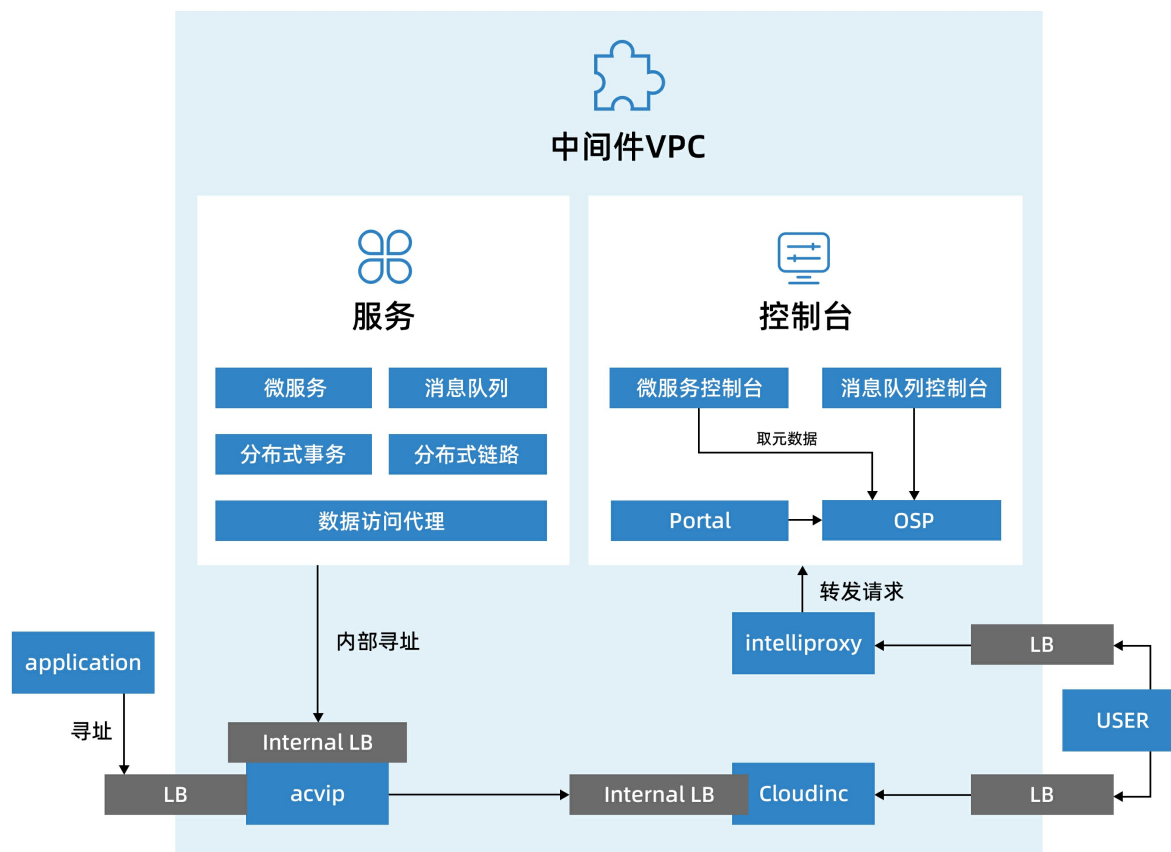 中间件VPC
服务
控制台
微服务
消息队列
微服务控制台
消息队列控制台
取元数据
分布式事务
分布式链路
数据访问代理
Portal
OSP
转发请求
内部寻址
application
intelliproxy
LB
寻址
USER
Internal LB
LB
acvip
Internal LB
Cloudinc
LB